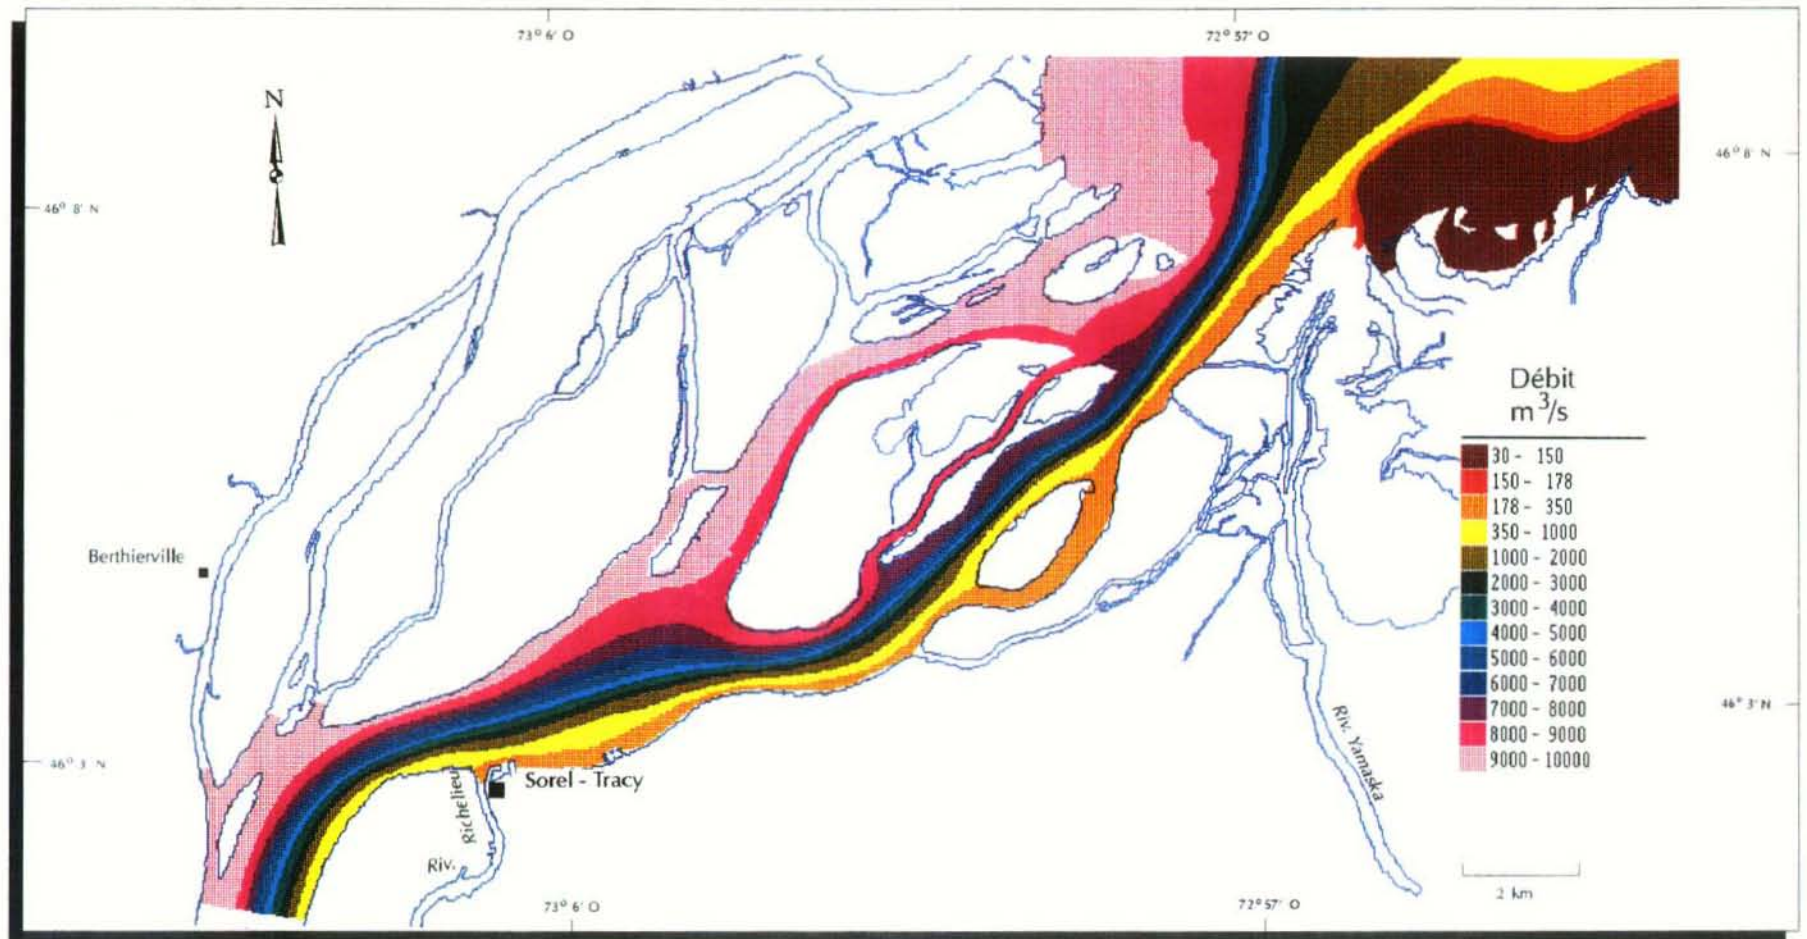 73° 6' O
72° 57' O
N
46° 8' N
46° 8' N
Débit
m³/s
30 - 150
150 - 178
178 - 350
350 - 1000
1000 - 2000
2000 - 3000
3000 - 4000
4000 - 5000
5000 - 6000
6000 - 7000
7000 - 8000
8000 - 9000
9000 - 10000
Berthierville
46° 3' N
46° 3' N
Sorel - Tracy
Riv. Richelieu
Riv. Yamaska
2 km
73° 6' O
72° 57' O